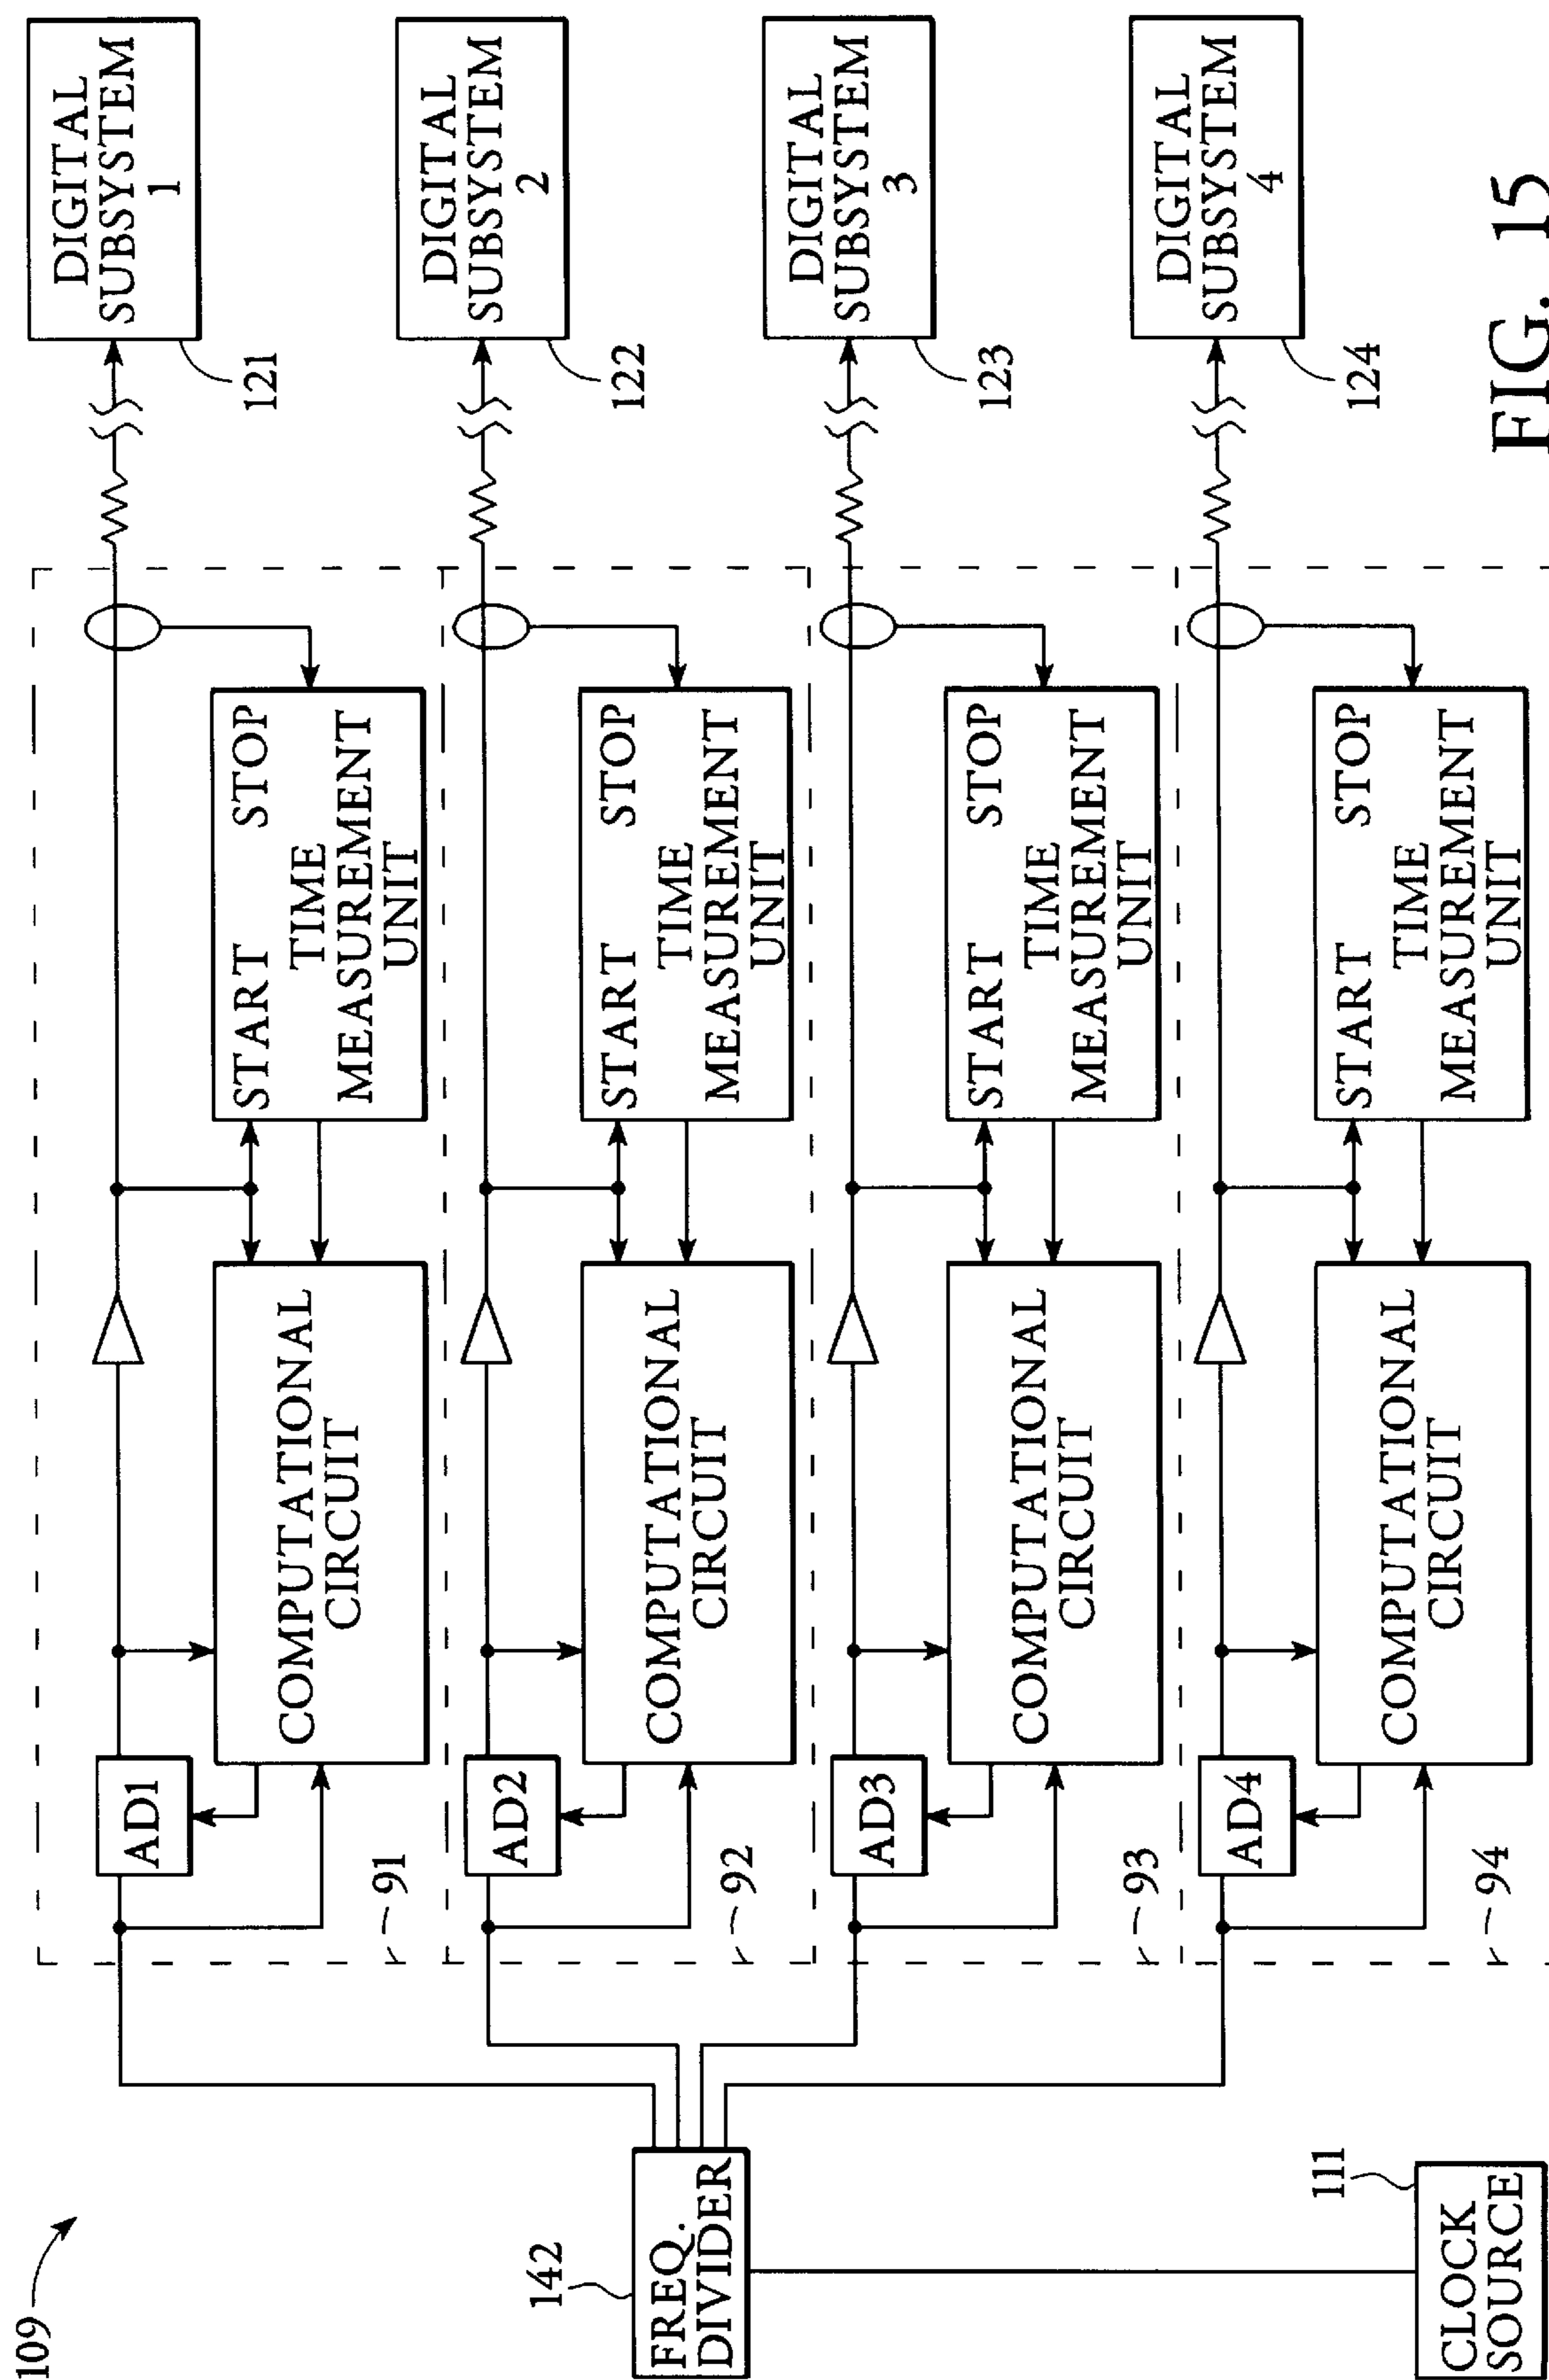 109
CLOCK
SOURCE
111
FREQ.
DIVIDER
142
AD1
COMPUTATIONAL
CIRCUIT
START STOP
TIME
MEASUREMENT
UNIT
91
DIGITAL
SUBSYSTEM
1
121
AD2
COMPUTATIONAL
CIRCUIT
START STOP
TIME
MEASUREMENT
UNIT
92
DIGITAL
SUBSYSTEM
2
122
AD3
COMPUTATIONAL
CIRCUIT
START STOP
TIME
MEASUREMENT
UNIT
93
DIGITAL
SUBSYSTEM
3
123
AD4
COMPUTATIONAL
CIRCUIT
START STOP
TIME
MEASUREMENT
UNIT
94
DIGITAL
SUBSYSTEM
4
124
FIG. 15